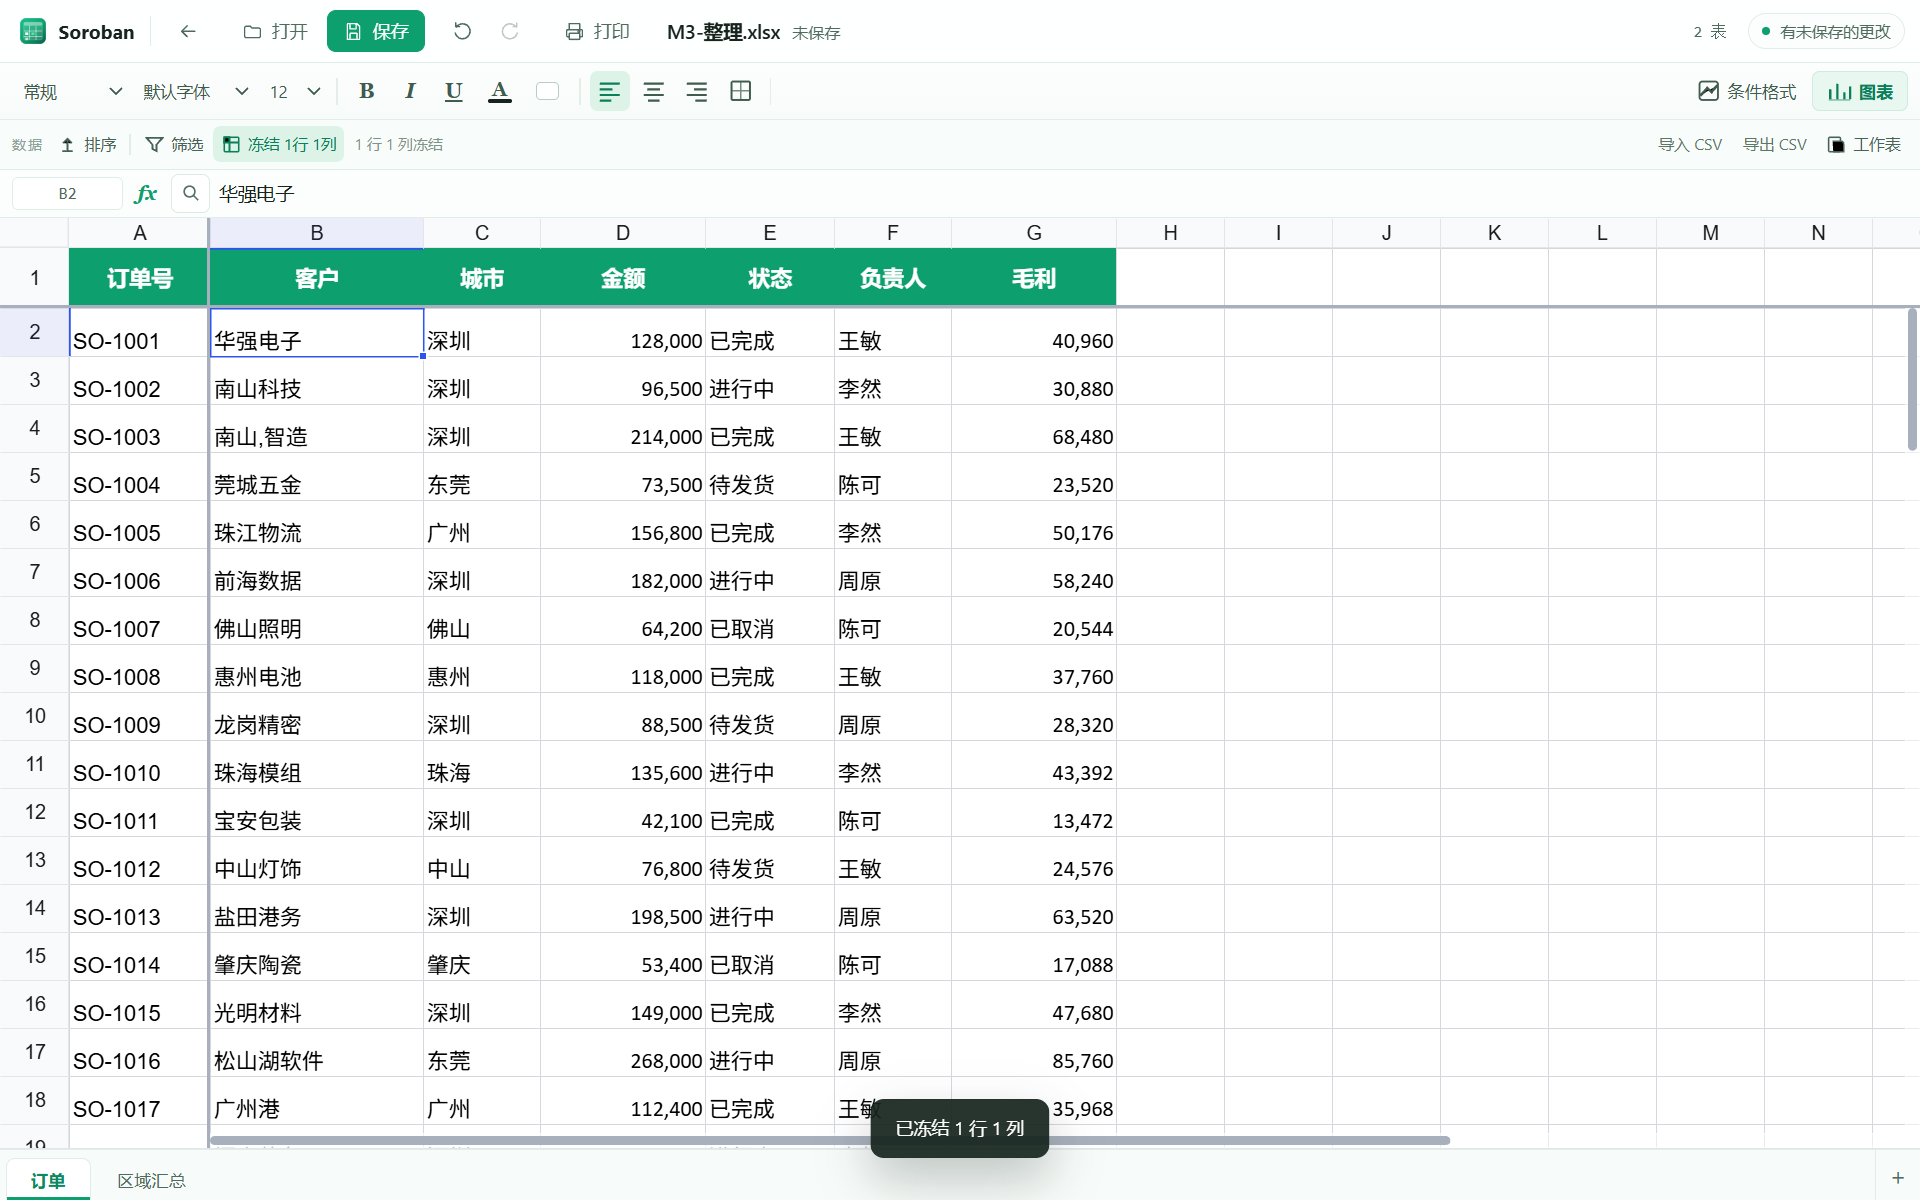 Soroban
打开
保存
打印
M3-整理.xlsx 未保存
2 表
有未保存的更改
常规
默认字体
12
B I U A
条件格式
图表
数据
排序
筛选
冻结 1行 1列
1 行 1 列冻结
导入 CSV
导出 CSV
工作表
B2
fx
华强电子
A B C D E F G H I J K L M N
1 订单号 客户 城市 金额 状态 负责人 毛利
2 SO-1001 华强电子 深圳 128,000 已完成 王敏 40,960
3 SO-1002 南山科技 深圳 96,500 进行中 李然 30,880
4 SO-1003 南山,智造 深圳 214,000 已完成 王敏 68,480
5 SO-1004 莞城五金 东莞 73,500 待发货 陈可 23,520
6 SO-1005 珠江物流 广州 156,800 已完成 李然 50,176
7 SO-1006 前海数据 深圳 182,000 进行中 周原 58,240
8 SO-1007 佛山照明 佛山 64,200 已取消 陈可 20,544
9 SO-1008 惠州电池 惠州 118,000 已完成 王敏 37,760
10 SO-1009 龙岗精密 深圳 88,500 待发货 周原 28,320
11 SO-1010 珠海模组 珠海 135,600 进行中 李然 43,392
12 SO-1011 宝安包装 深圳 42,100 已完成 陈可 13,472
13 SO-1012 中山灯饰 中山 76,800 待发货 王敏 24,576
14 SO-1013 盐田港务 深圳 198,500 进行中 周原 63,520
15 SO-1014 肇庆陶瓷 肇庆 53,400 已取消 陈可 17,088
16 SO-1015 光明材料 深圳 149,000 已完成 李然 47,680
17 SO-1016 松山湖软件 东莞 268,000 进行中 周原 85,760
18 SO-1017 广州港 广州 112,400 已完成 王敏 35,968
19
已冻结 1 行 1 列
订单
区域汇总
+